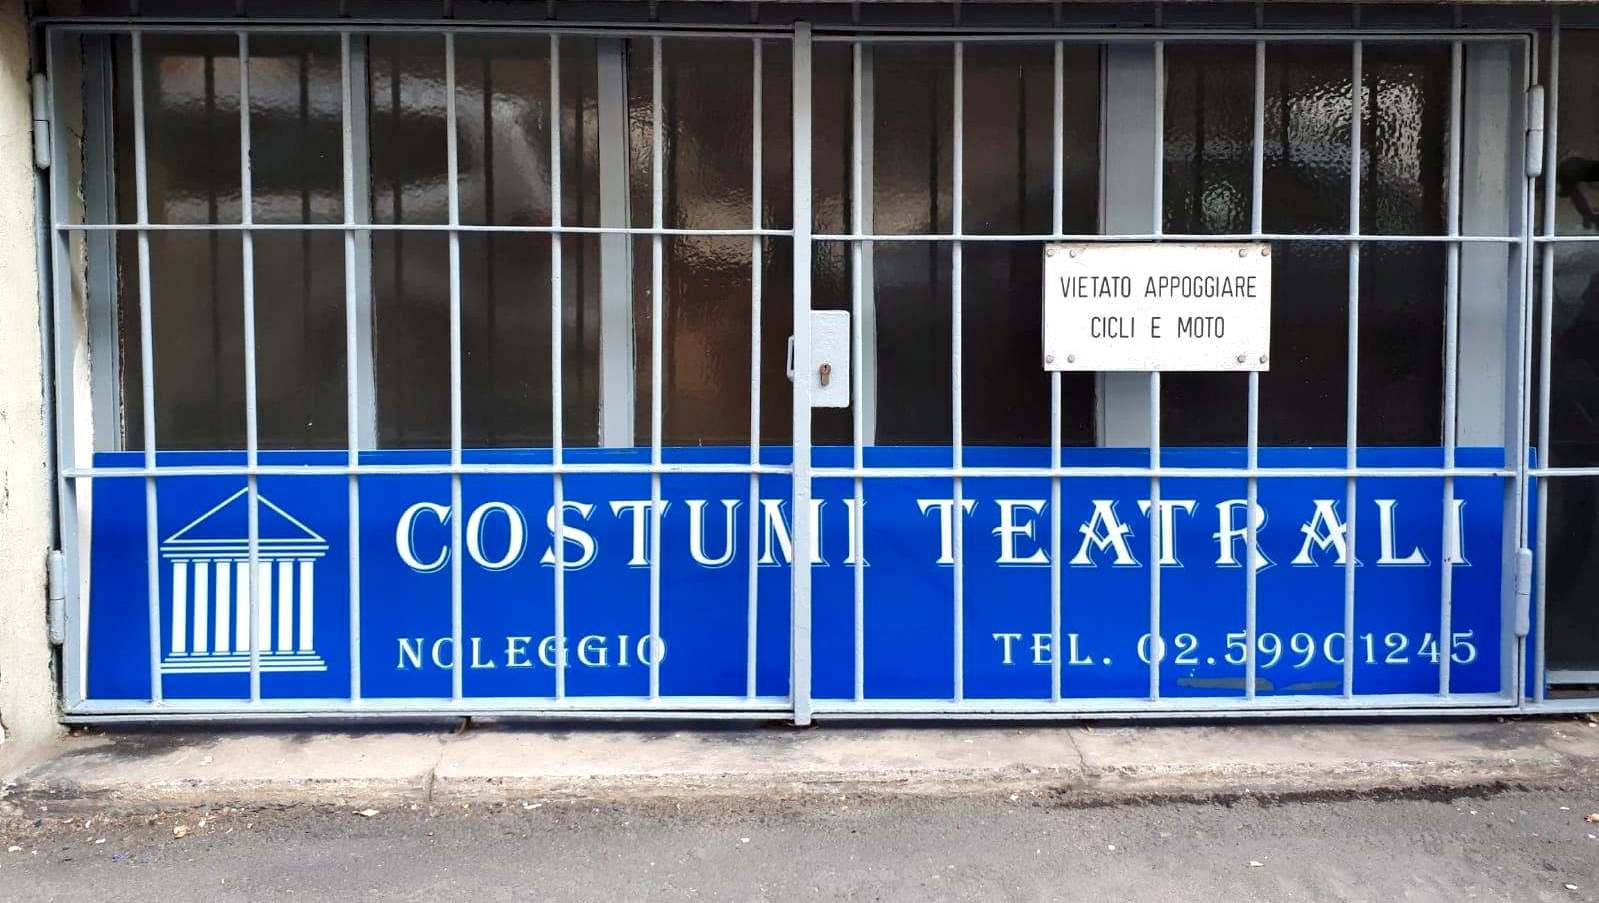 VIETATO APPOGGIARE
CICLI E MOTO
COSTUMI TEATRALI
NOLEGGIO
TEL. 02.59901245